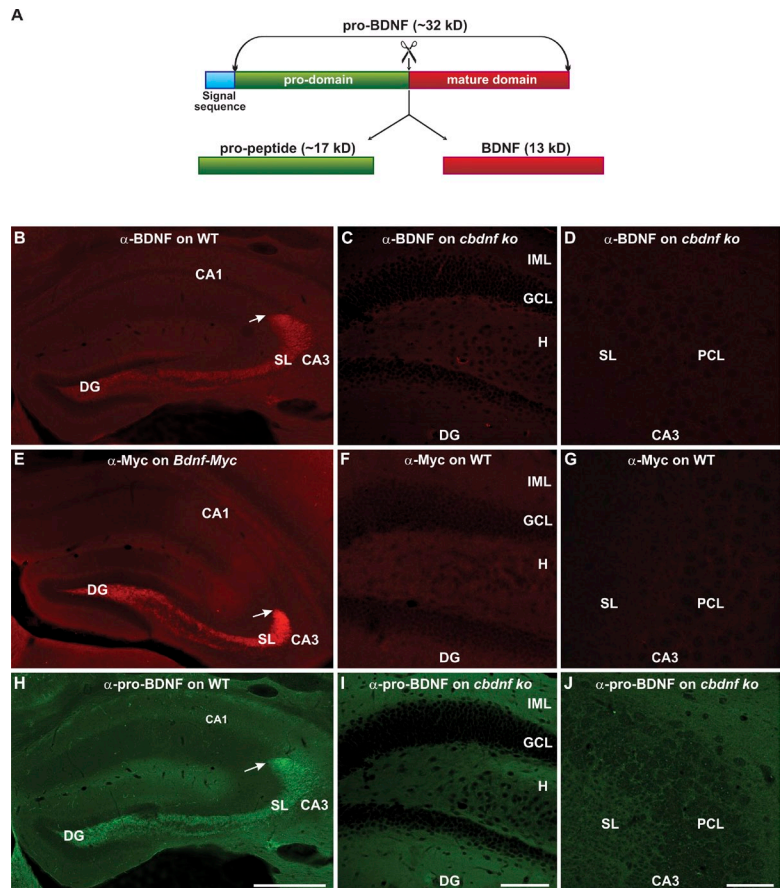 A
pro-BDNF (~32 kD)
pro-domain
mature domain
Signal
sequence
pro-peptide (~17 kD)
BDNF (13 kD)
B
α-BDNF on WT
CA1
DG
SL
CA3
C
α-BDNF on cbdnf ko
IML
GCL
H
DG
D
α-BDNF on cbdnf ko
SL
PCL
CA3
E
α-Myc on Bdnf-Myc
CA1
DG
SL
CA3
F
α-Myc on WT
IML
GCL
H
DG
G
α-Myc on WT
SL
PCL
CA3
H
α-pro-BDNF on WT
CA1
DG
SL
CA3
I
α-pro-BDNF on cbdnf ko
IML
GCL
H
DG
J
α-pro-BDNF on cbdnf ko
SL
PCL
CA3